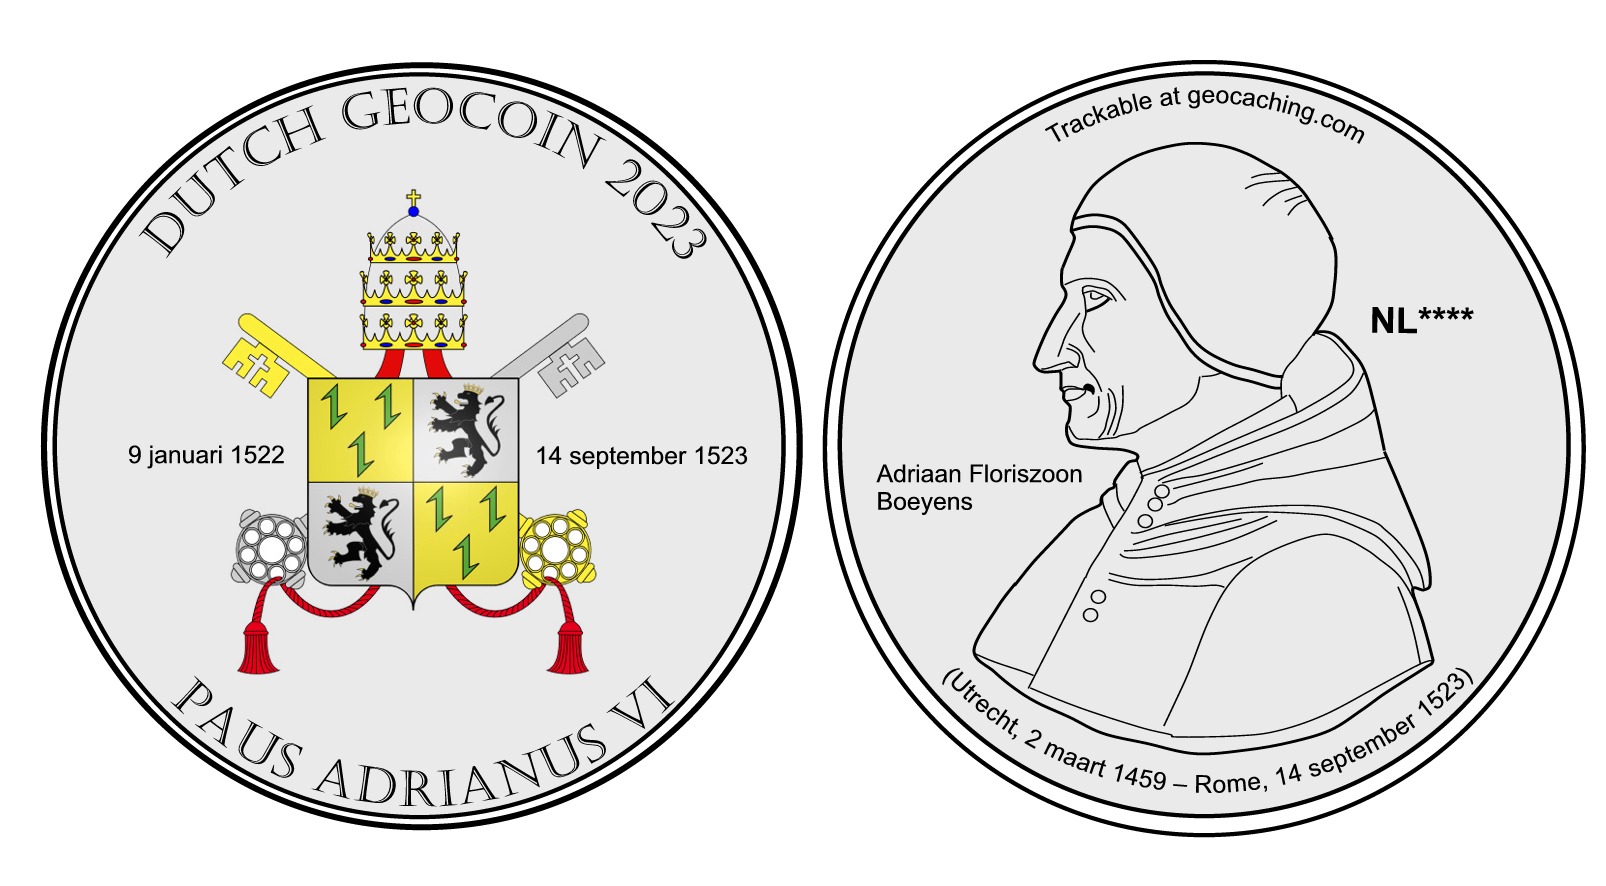 DUTCH GEOCOIN 2023
9 januari 1522
14 september 1523
PAUS ADRIANUS VI
Trackable at geocaching.com
NL****
Adriaan Floriszoon
Boeyens
(Utrecht, 2 maart 1459 – Rome, 14 september 1523)